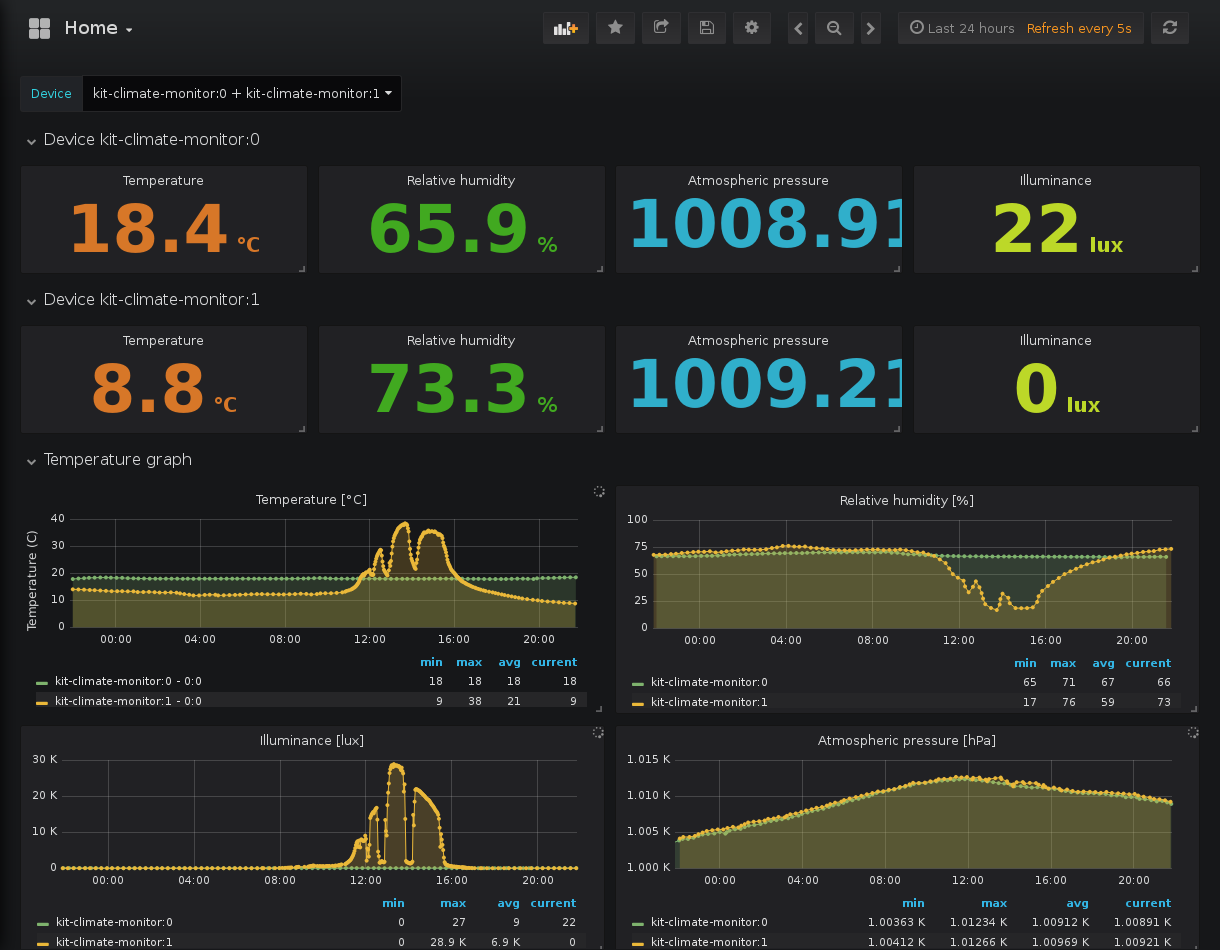 Home
Last 24 hours Refresh every 5s
Device kit-climate-monitor:0 + kit-climate-monitor:1
Device kit-climate-monitor:0
Temperature Relative humidity Atmospheric pressure Illuminance
18.4 °C 65.9 % 1008.91 22 lux
Device kit-climate-monitor:1
Temperature Relative humidity Atmospheric pressure Illuminance
8.8 °C 73.3 % 1009.21 0 lux
Temperature graph
Temperature [°C]
Temperature (C)
40
30
20
10
0
00:00 04:00 08:00 12:00 16:00 20:00
min max avg current
kit-climate-monitor:0 - 0:0 18 18 18 18
kit-climate-monitor:1 - 0:0 9 38 21 9
Relative humidity [%]
100
75
50
25
0
00:00 04:00 08:00 12:00 16:00 20:00
min max avg current
kit-climate-monitor:0 65 71 67 66
kit-climate-monitor:1 17 76 59 73
Illuminance [lux]
30 K
20 K
10 K
0
00:00 04:00 08:00 12:00 16:00 20:00
min max avg current
kit-climate-monitor:0 0 27 9 22
kit-climate-monitor:1 0 28.9 K 6.9 K 0
Atmospheric pressure [hPa]
1.015 K
1.010 K
1.005 K
1.000 K
00:00 04:00 08:00 12:00 16:00 20:00
min max avg current
kit-climate-monitor:0 1.00363 K 1.01234 K 1.00912 K 1.00891 K
kit-climate-monitor:1 1.00412 K 1.01266 K 1.00969 K 1.00921 K